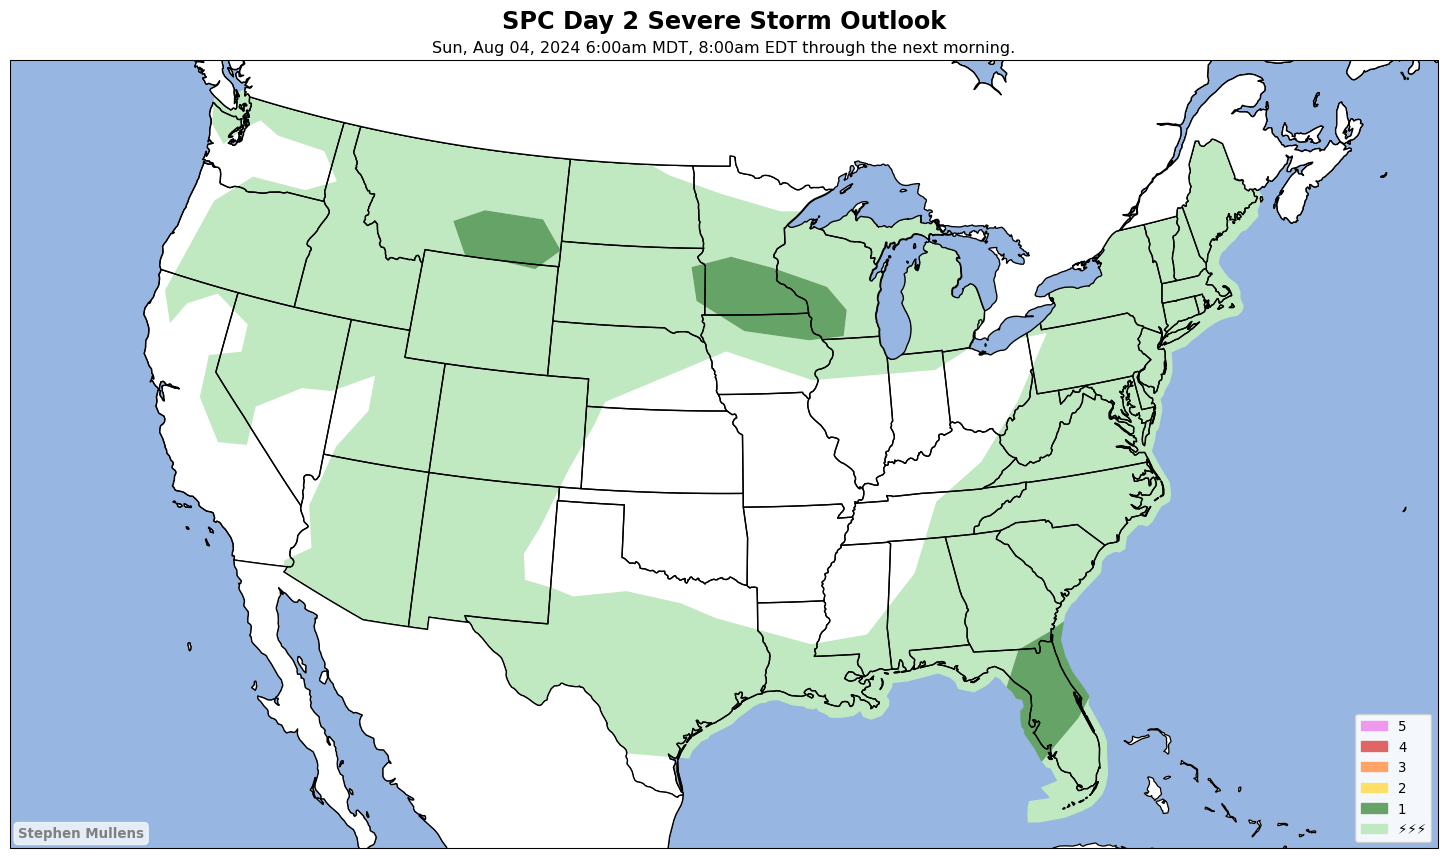 SPC Day 2 Severe Storm Outlook
Sun, Aug 04, 2024 6:00am MDT, 8:00am EDT through the next morning.
5
4
3
2
1
⚡⚡⚡
Stephen Mullens